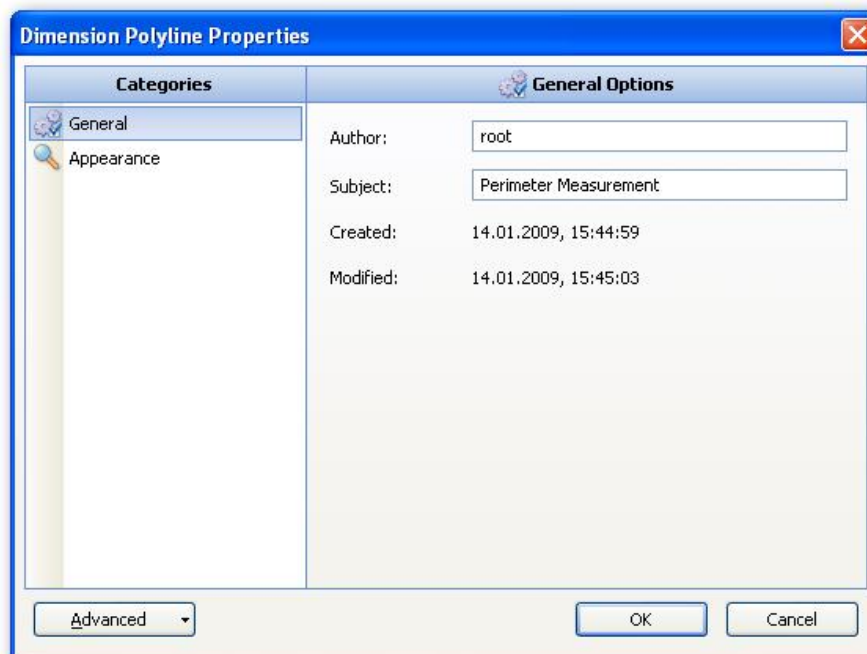 Dimension Polyline Properties
Categories
General
Appearance
General Options
Author: root
Subject: Perimeter Measurement
Created: 14.01.2009, 15:44:59
Modified: 14.01.2009, 15:45:03
Advanced
OK
Cancel